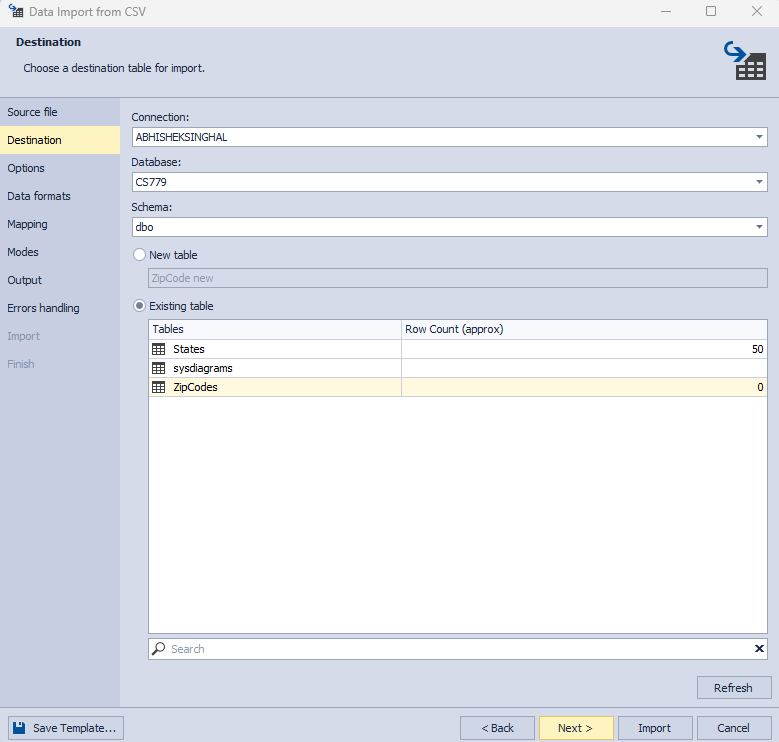 Data Import from CSV
Destination
Choose a destination table for import.
Source file
Destination
Options
Data formats
Mapping
Modes
Output
Errors handling
Import
Finish
Connection:
ABHISHEKSINGHAL
Database:
CS779
Schema:
dbo
New table
ZipCode new
Existing table
Tables Row Count (approx)
States 50
sysdiagrams
ZipCodes 0
Search
Refresh
Save Template... < Back Next > Import Cancel